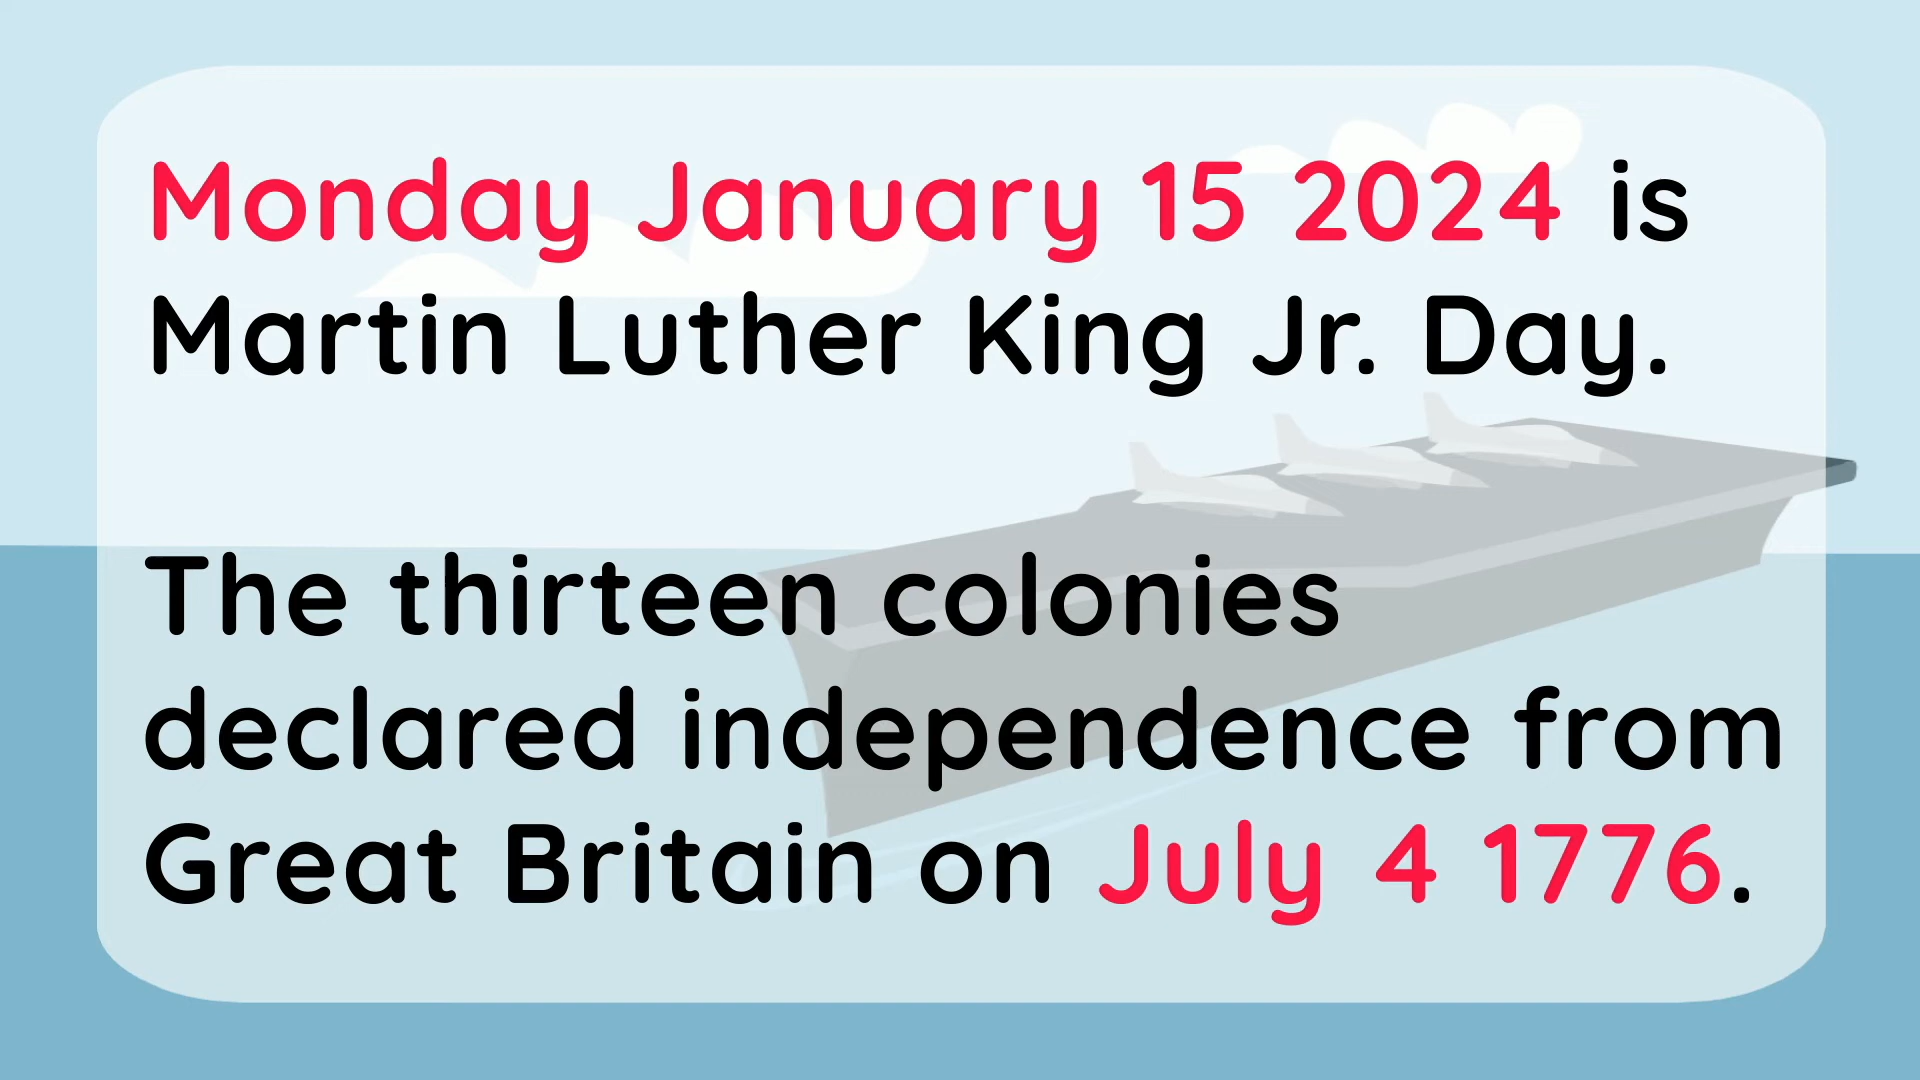 Monday January 15 2024 is
Martin Luther King Jr. Day.
The thirteen colonies
declared independence from
Great Britain on July 4 1776.